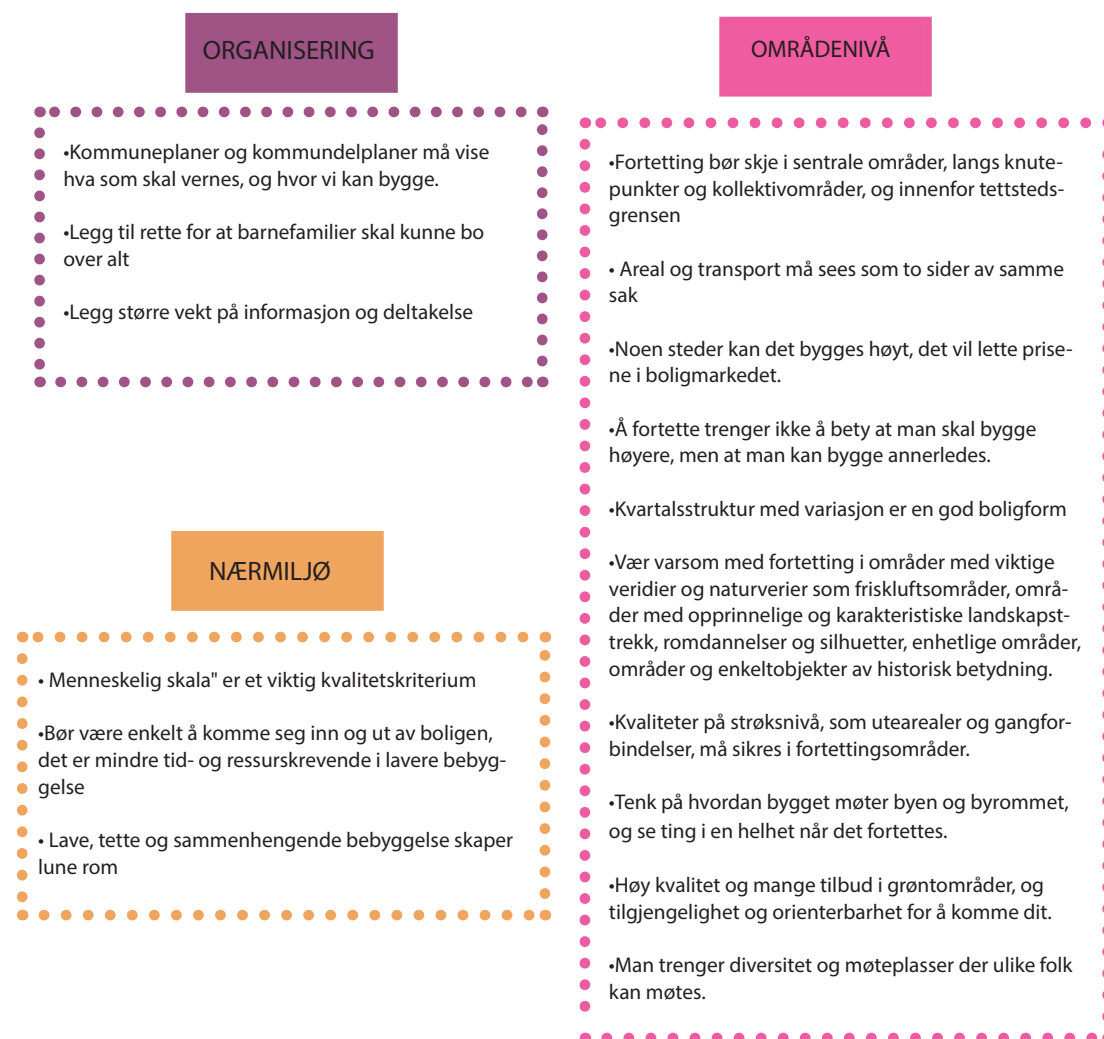 ORGANISERING
•Kommuneplaner og kommundelplaner må vise
hva som skal vernes, og hvor vi kan bygge.
•Legg til rette for at barnefamilier skal kunne bo
over alt
•Legg større vekt på informasjon og deltakelse
NÆRMILJØ
• Menneskelig skala" er et viktig kvalitetskriterium
•Bør være enkelt å komme seg inn og ut av boligen,
det er mindre tid- og ressurskrevende i lavere bebyg-
gelse
• Lave, tette og sammenhengende bebyggelse skaper
lune rom
OMRÅDENIVÅ
•Fortetting bør skje i sentrale områder, langs knute-
punkter og kollektivområder, og innenfor tettsteds-
grensen
• Areal og transport må sees som to sider av samme
sak
•Noen steder kan det bygges høyt, det vil lette prise-
ne i boligmarkedet.
•Å fortette trenger ikke å bety at man skal bygge
høyere, men at man kan bygge annerledes.
•Kvartalsstruktur med variasjon er en god boligform
•Vær varsom med fortetting i områder med viktige
veridier og naturverier som friskluftsområder, områ-
der med opprinnelige og karakteristiske landskapst-
trekk, romdannelser og silhuetter, enhetlige områder,
områder og enkeltobjekter av historisk betydning.
•Kvaliteter på strøksnivå, som utearealer og gangfor-
bindelser, må sikres i fortettingsområder.
•Tenk på hvordan bygget møter byen og byrommet,
og se ting i en helhet når det fortettes.
•Høy kvalitet og mange tilbud i grøntområder, og
tilgjengelighet og orienterbarhet for å komme dit.
•Man trenger diversitet og møteplasser der ulike folk
kan møtes.